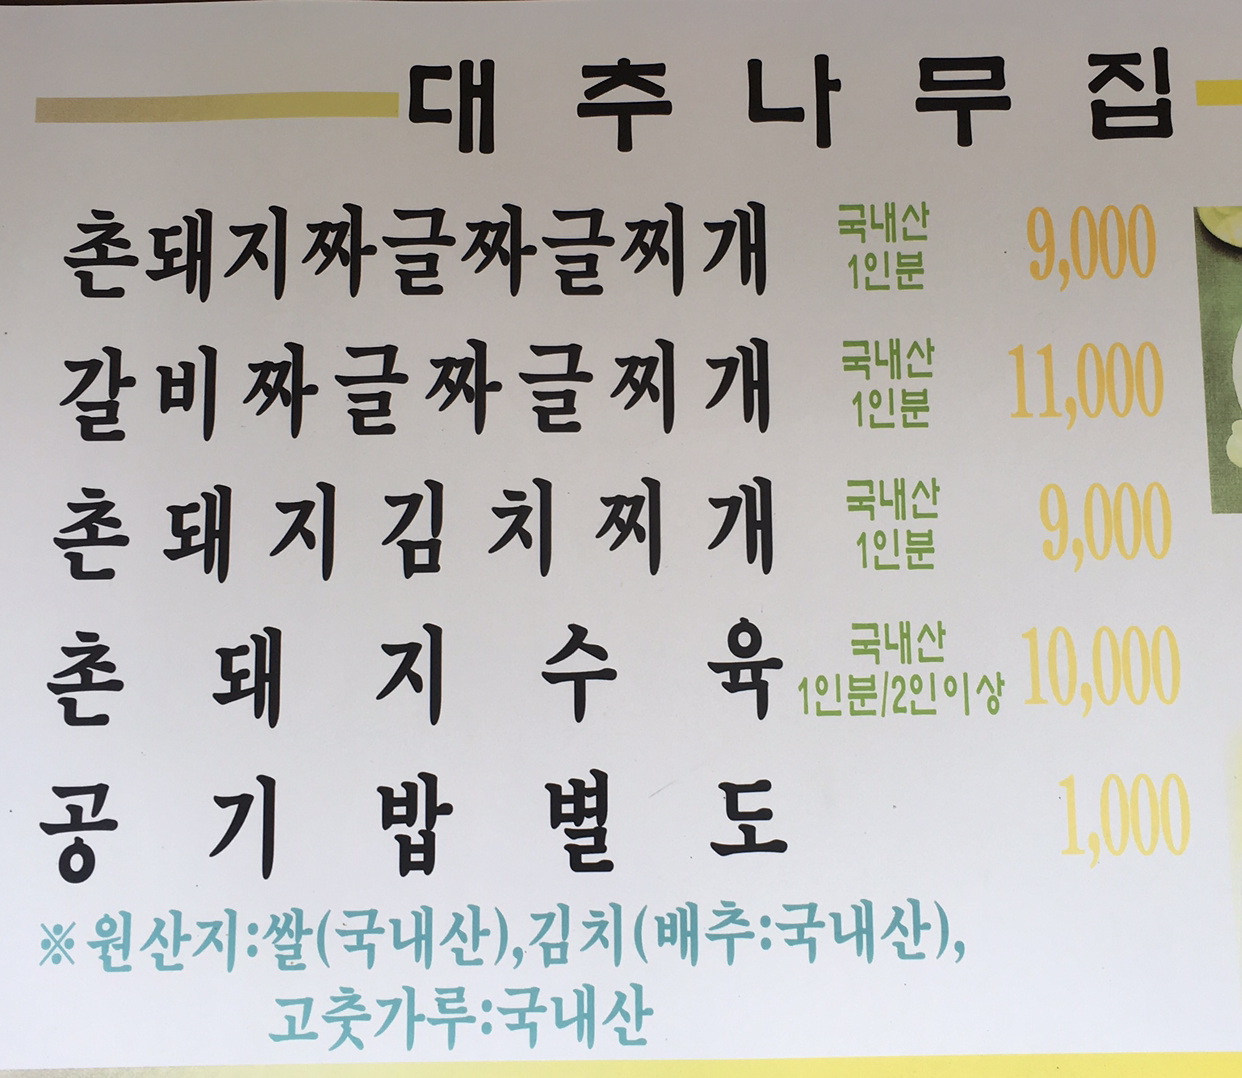 대추나무집
촌돼지짜글짜글찌개 국내산 1인분 9,000
갈비짜글짜글찌개 국내산 1인분 11,000
촌돼지김치찌개 국내산 1인분 9,000
촌돼지수육 국내산 1인분/2인이상 10,000
공기밥별도 1,000
※원산지:쌀(국내산),김치(배추:국내산),
고춧가루:국내산